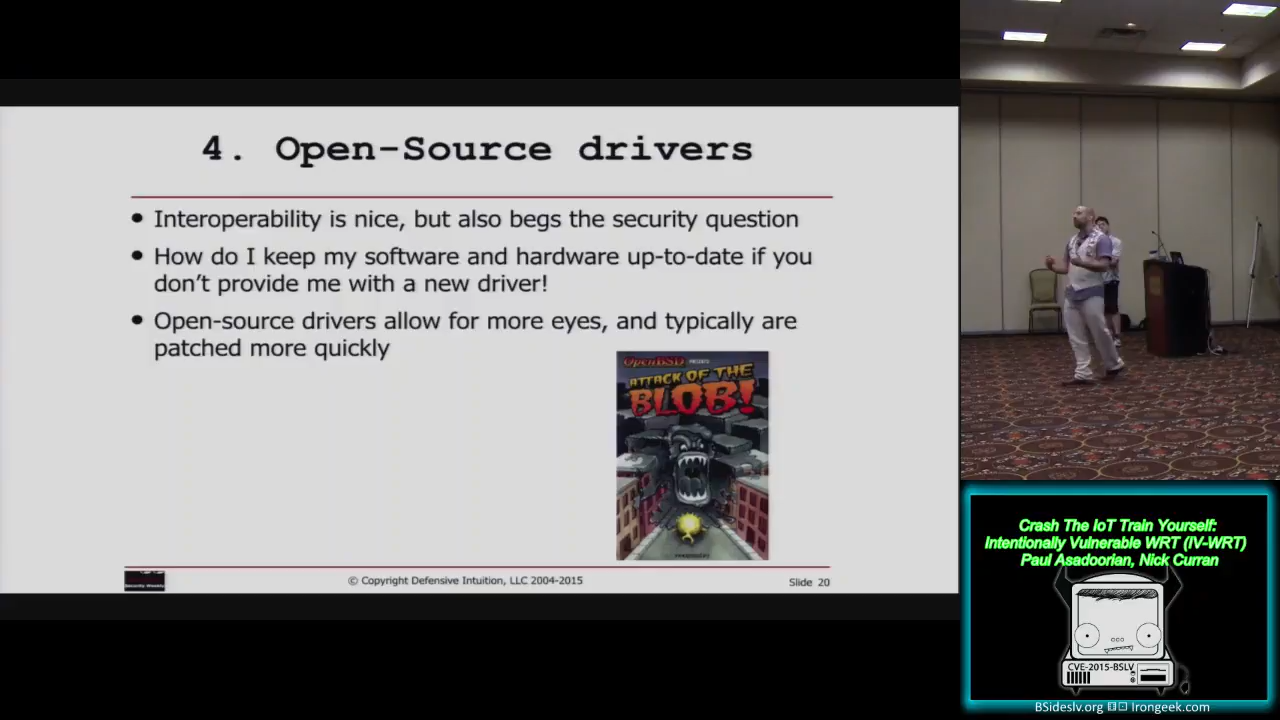 4. Open-Source drivers
• Interoperability is nice, but also begs the security question
• How do I keep my software and hardware up-to-date if you
don't provide me with a new driver!
• Open-source drivers allow for more eyes, and typically are
patched more quickly
OpenBSD PRESENTS
ATTACK OF THE
BLOB!
Security Weekly
© Copyright Defensive Intuition, LLC 2004-2015
Slide 20
Crash The IoT Train Yourself:
Intentionally Vulnerable WRT (IV-WRT)
Paul Asadoorian, Nick Curran
CVE-2015-BSLV
BSideslv.org
Irongeek.com